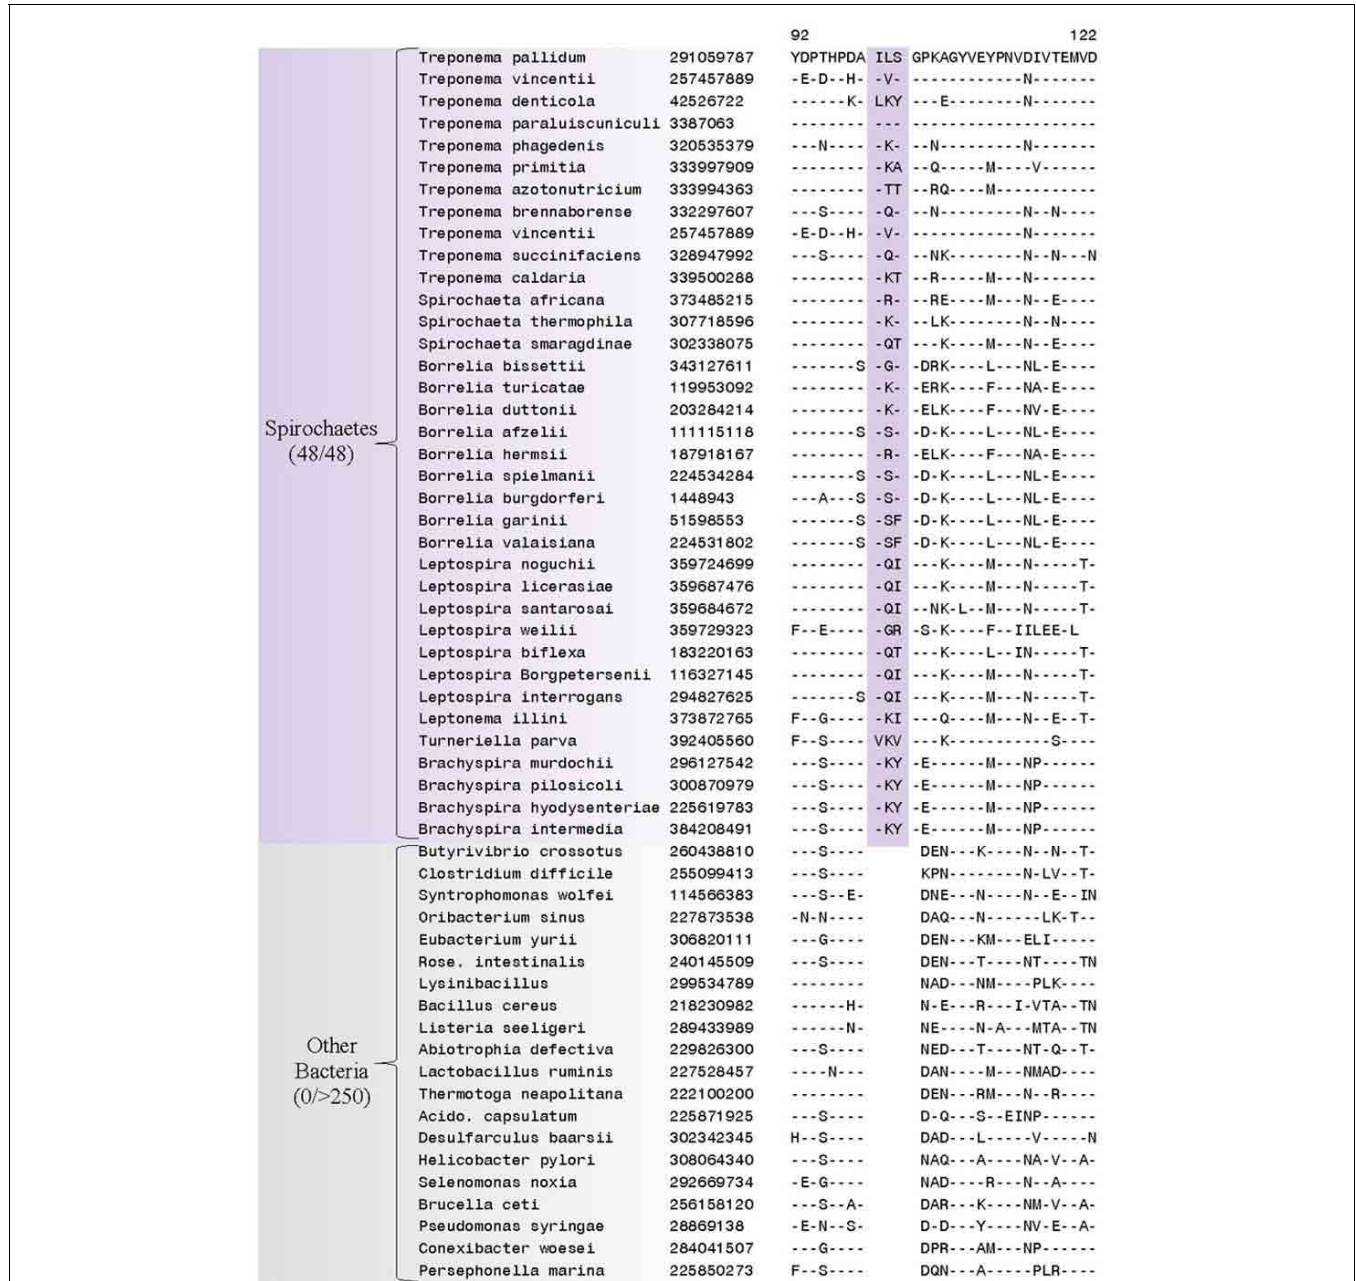 92 122
Treponema pallidum 291059787 YDPTHPDA ILS GPKAGYVEYPNVDIVTEMVD
Treponema vincentii 257457889 -E-D--H- -V- ------------N-------
Treponema denticola 42526722 ------K- LKY ---E--------N-------
Treponema paraluiscuniculi 3387063 -------- --- --------------------
Treponema phagedenis 320535379 ---N---- -K- --N---------N-------
Treponema primitia 333997909 -------- -KA --Q-----M----V------
Treponema azotonutricium 333994363 -------- -TT --RQ----M-----------
Treponema brennaborense 332297607 ---S---- -Q- --N---------N--N----
Treponema vincentii 257457889 -E-D--H- -V- ------------N-------
Treponema succinifaciens 328947992 ---S---- -Q- --NK--------N--N---N
Treponema caldaria 339500288 -------- -KT --R-----M---N-------
Spirochaeta africana 373485215 -------- -R- --RE----M---N--E----
Spirochaeta thermophila 307718596 -------- -K- --LK--------N--N----
Spirochaeta smaragdinae 302338075 -------- -QT ---K----M---N--E----
Borrelia bissettii 343127611 -------S -G- -DRK----L---NL-E----
Borrelia turicatae 119953092 -------- -K- -ERK----F---NA-E----
Borrelia duttonii 203284214 -------- -K- -ELK----F---NV-E----
Spirochaetes
(48/48)
Borrelia afzelii 111115118 -------S -S- -D-K----L---NL-E----
Borrelia hermsii 187918167 -------- -R- -ELK----F---NA-E----
Borrelia spielmanii 224534284 -------S -S- -D-K----L---NL-E----
Borrelia burgdorferi 1448943 ---A---S -S- -D-K----L---NL-E----
Borrelia garinii 51598553 -------S -SF -D-K----L---NL-E----
Borrelia valaisiana 224531802 -------S -SF -D-K----L---NL-E----
Leptospira noguchii 359724699 -------- -QI ---K----M---N-----T-
Leptospira licerasiae 359687476 -------- -QI ---K----M---N-----T-
Leptospira santarosai 359684672 -------- -QI --NK-L--M---N-----T-
Leptospira weilii 359729323 F--E---- -GR -S-K----F--IILEE-L
Leptospira biflexa 183220163 -------- -QT ---K----L--IN-----T-
Leptospira Borgpetersenii 116327145 -------- -QI ---K----M---N-----T-
Leptospira interrogans 294827625 -------S -QI ---K----M---N-----T-
Leptonema illini 373872765 F--G---- -KI ---Q----M---N--E--T-
Turneriella parva 392405560 F--S---- VKV ---K-----------S----
Brachyspira murdochii 296127542 ---S---- -KY -E------M---NP------
Brachyspira pilosicoli 300870979 ---S---- -KY -E------M---NP------
Brachyspira hyodysenteriae 225619783 ---S---- -KY -E------M---NP------
Brachyspira intermedia 384208491 ---S---- -KY -E------M---NP------
Butyrivibrio crossotus 260438810 ---S---- DEN---K----N--N--T-
Clostridium difficile 255099413 ---S---- KPN--------N-LV--T-
Syntrophomonas wolfei 114566383 ---S--E- DNE---N----N--E--IN
Oribacterium sinus 227873538 -N-N---- DAQ---N------LK-T--
Eubacterium yurii 306820111 ---G---- DEN---KM---ELI-----
Rose. intestinalis 240145509 ---S---- DEN---T----NT----TN
Lysinibacillus 299534789 -------- NAD---NM----PLK----
Bacillus cereus 218230982 ------H- N-E---R---I-VTA--TN
Listeria seeligeri 289433989 ------N- NE----N-A---MTA--TN
Other
Bacteria
(0/>250)
Abiotrophia defectiva 229826300 ---S---- NED---T----NT-Q--T-
Lactobacillus ruminis 227528457 ----N--- DAN----M---NMAD----
Thermotoga neapolitana 222100200 -------- DEN---RM---N--R----
Acido. capsulatum 225871925 ---S---- D-Q---S--EINP------
Desulfarculus baarsii 302342345 H--S---- DAD---L-----V-----N
Helicobacter pylori 308064340 ---S---- NAQ---A----NA-V--A-
Selenomonas noxia 292669734 -E-G---- NAD----R---N--A----
Brucella ceti 256158120 ---S--A- DAR---K----NM-V--A-
Pseudomonas syringae 28869138 -E-N--S- D-D---Y----NV-E--A-
Conexibacter woesei 284041507 ---G---- DPR---AM---NP------
Persephonella marina 225850273 F--S---- DQN---A-----PLR----